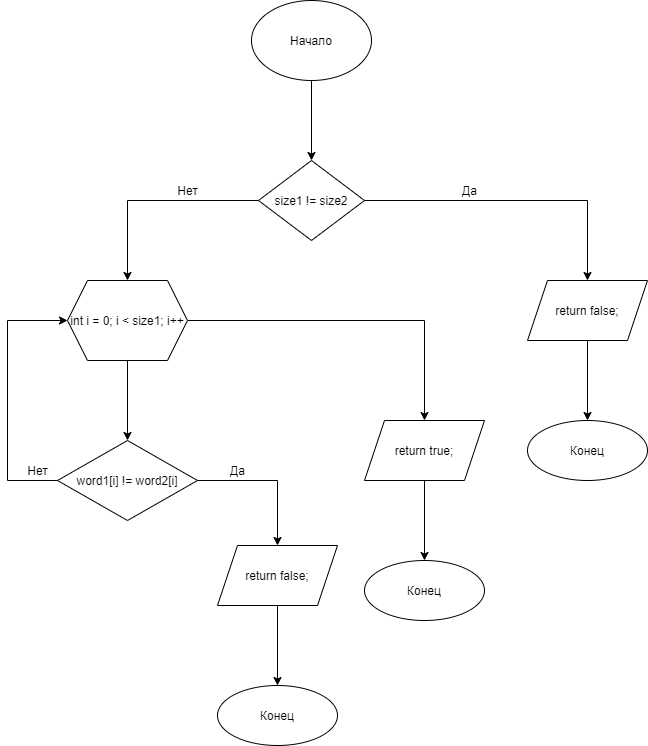 Начало
size1 != size2
Нет
Да
int i = 0; i < size1; i++
return false;
return true;
Конец
word1[i] != word2[i]
Нет
Да
return false;
Конец
Конец